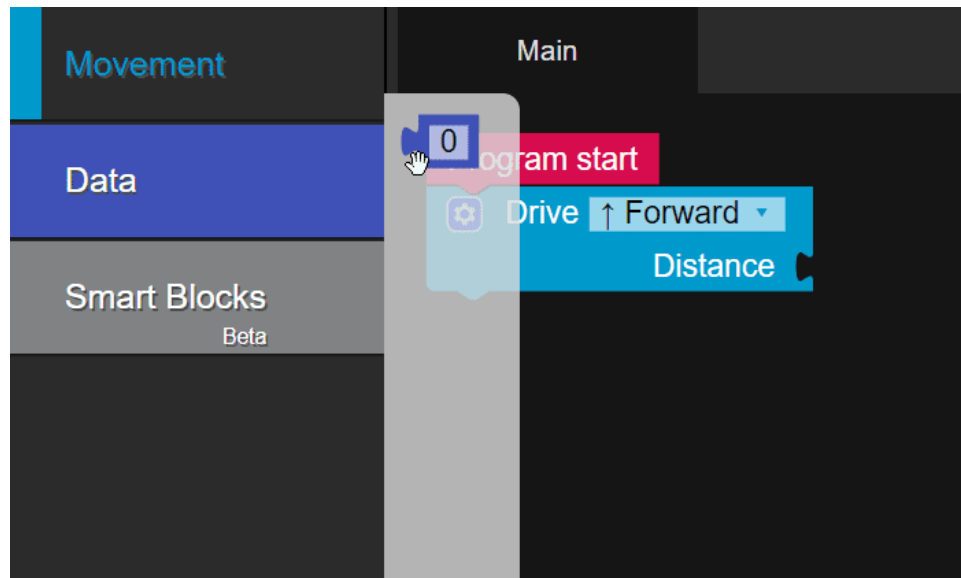 Movement
Main
Data
0
ogram start
Drive ↑ Forward
Distance
Smart Blocks
Beta